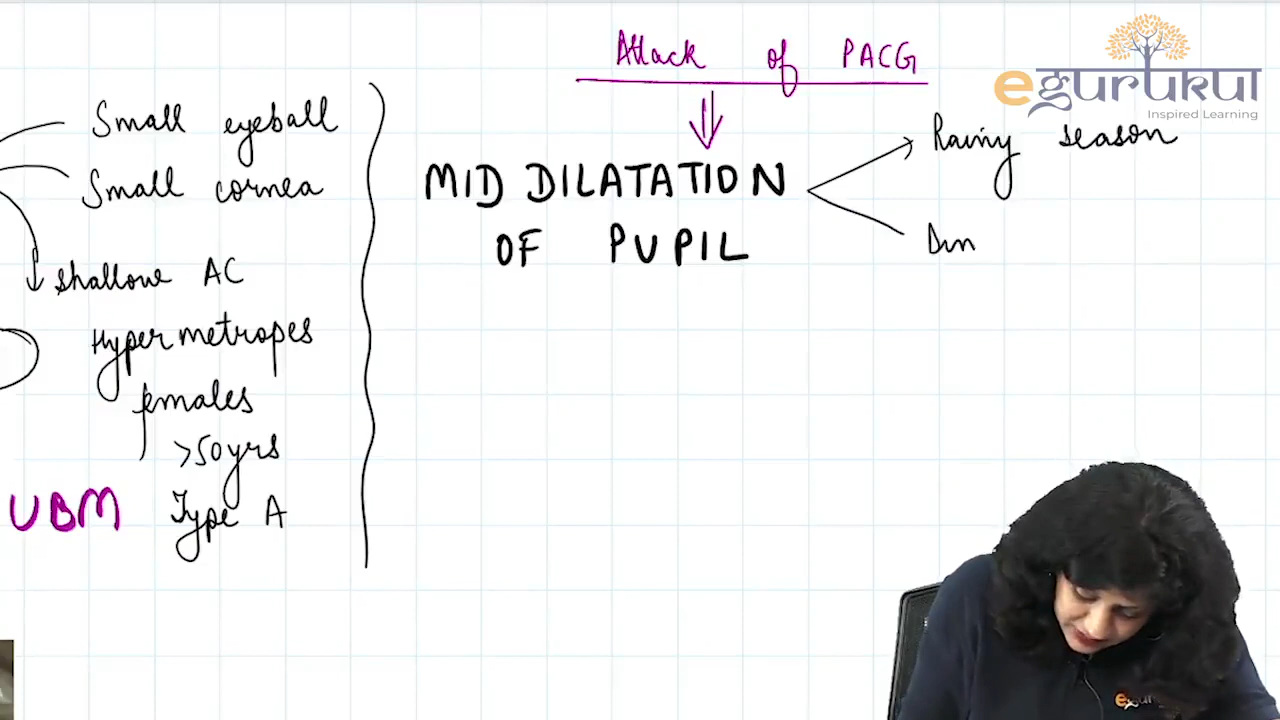 Small eyeball
Small cornea
shallow AC
Hypermetropes
females
>50yrs
UBM
Type A
Attack of PACG
MID DILATATION
OF PUPIL
Rainy season
Dim
egurukul
Inspired Learning
egurukul